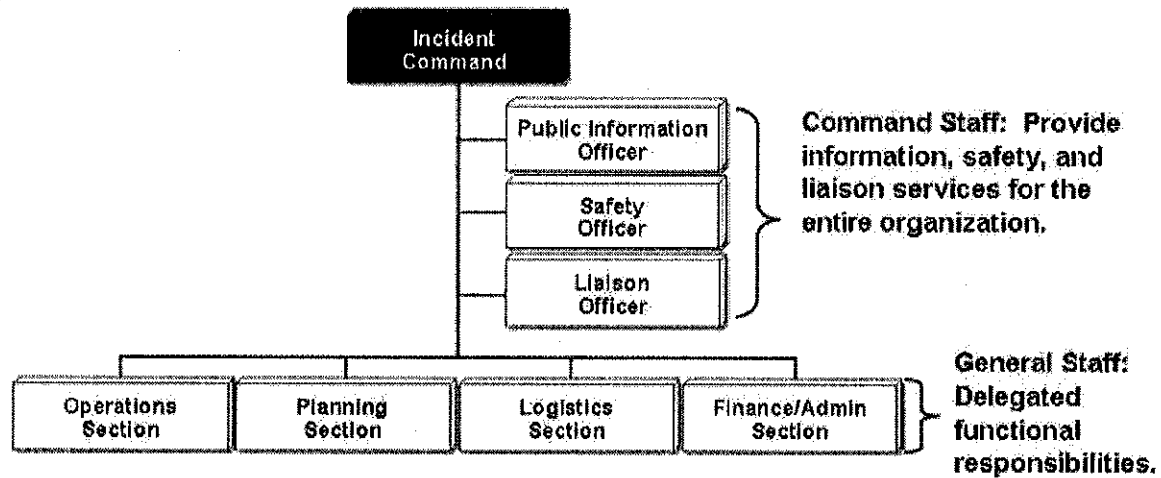 Incident
Command
Public Information
Officer
Safety
Officer
Liaison
Officer
Command Staff: Provide
information, safety, and
liaison services for the
entire organization.
Operations
Section
Planning
Section
Logistics
Section
Finance/Admin
Section
General Staff:
Delegated
functional
responsibilities.